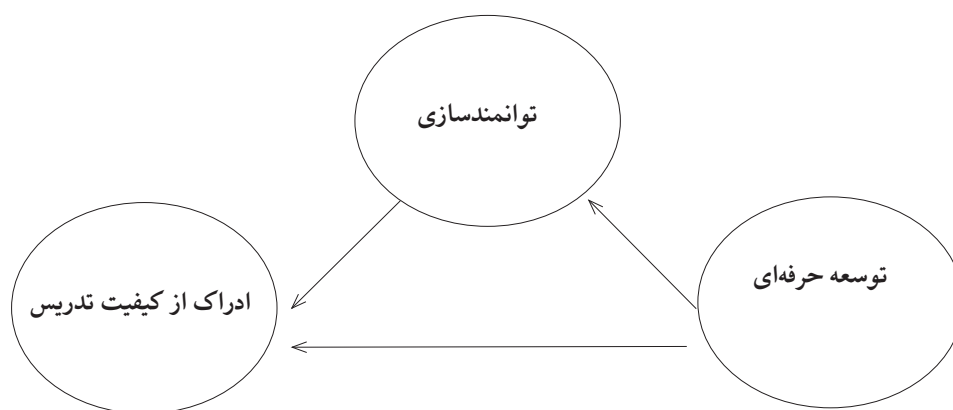 توانمندسازی
توسعه حرفه‌ای
ادراک از کیفیت تدریس